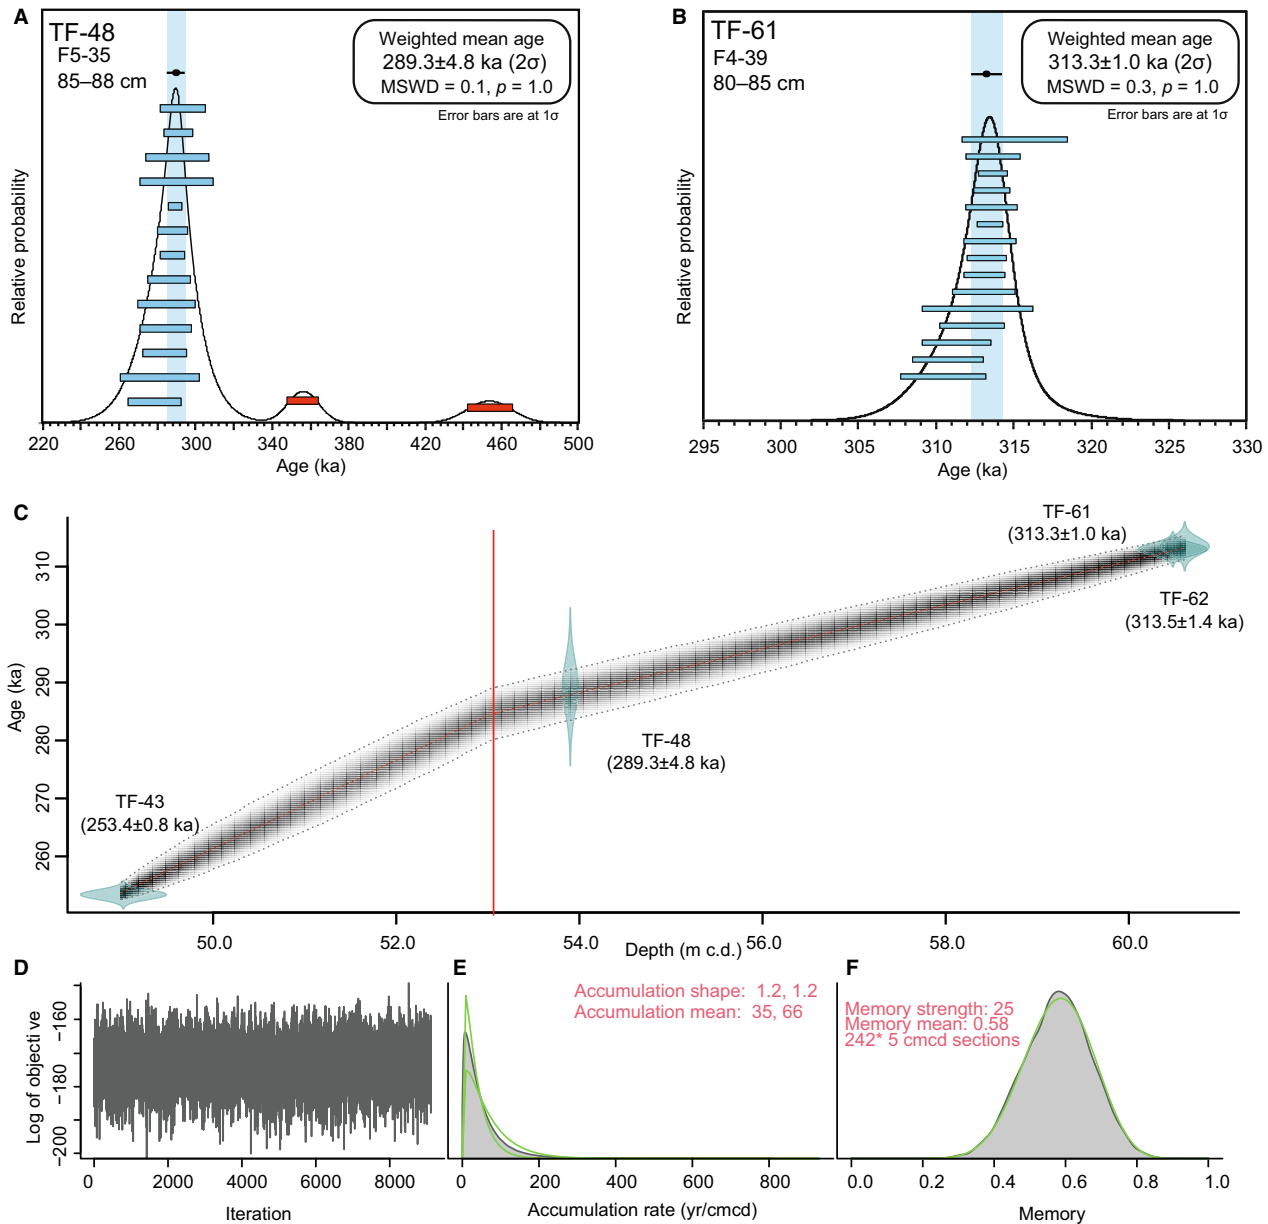 A
TF-48
F5-35
85–88 cm
Weighted mean age
289.3±4.8 ka (2σ)
MSWD = 0.1, p = 1.0
Error bars are at 1σ
Relative probability
220 260 300 340 380 420 460 500
Age (ka)
B
TF-61
F4-39
80–85 cm
Weighted mean age
313.3±1.0 ka (2σ)
MSWD = 0.3, p = 1.0
Error bars are at 1σ
Relative probability
295 300 305 310 315 320 325 330
Age (ka)
C
TF-61
(313.3±1.0 ka)
TF-62
(313.5±1.4 ka)
TF-48
(289.3±4.8 ka)
TF-43
(253.4±0.8 ka)
Age (ka)
310
300
290
280
270
260
50.0 52.0 54.0 56.0 58.0 60.0
Depth (m c.d.)
D
Log of objective
−160
−180
−200
0 2000 4000 6000 8000
Iteration
E
Accumulation shape: 1.2, 1.2
Accumulation mean: 35, 66
0 200 400 600 800
Accumulation rate (yr/cmcd)
F
Memory strength: 25
Memory mean: 0.58
242* 5 cmcd sections
0.0 0.2 0.4 0.6 0.8 1.0
Memory